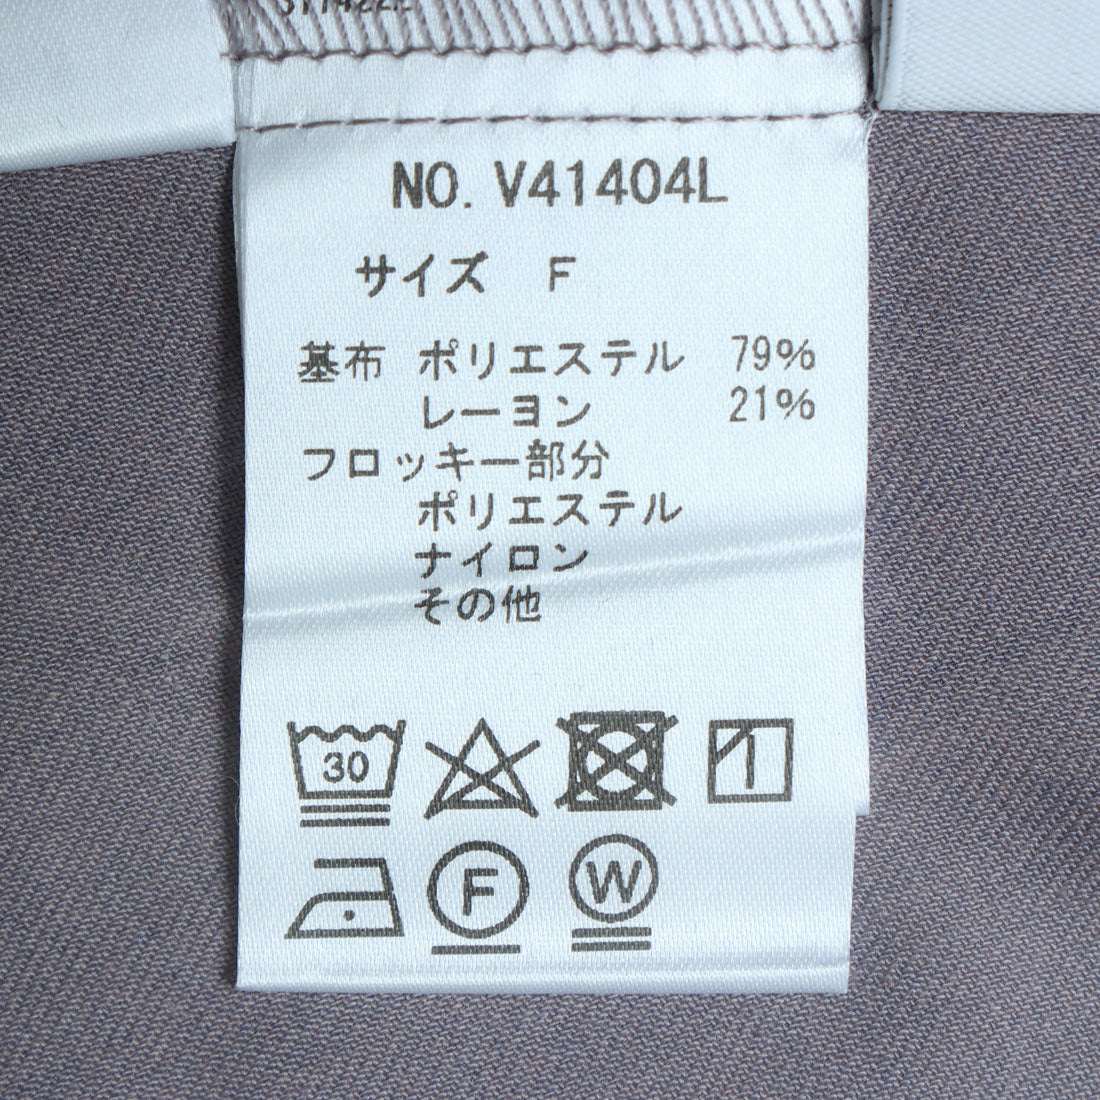 NO. V41404L
サイズ F
基布 ポリエステル 79%
レーヨン 21%
フロッキー部分
ポリエステル
ナイロン
その他
30
F W